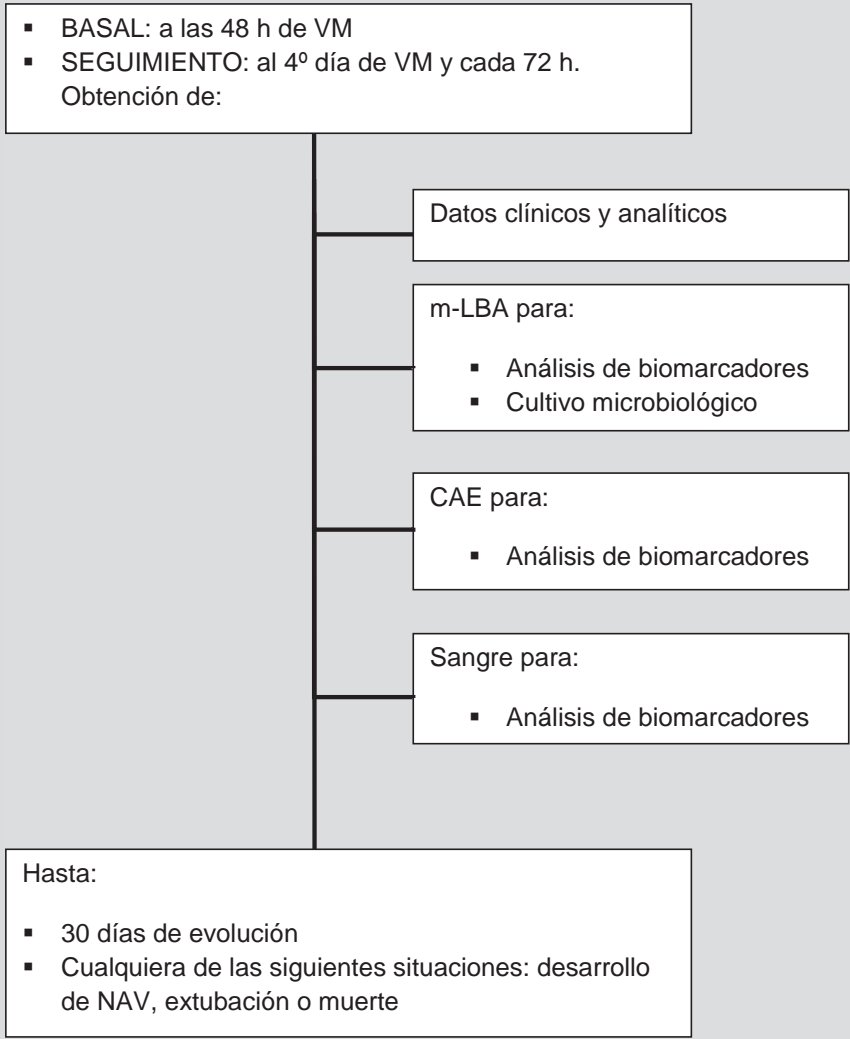 ▪ BASAL: a las 48 h de VM
▪ SEGUIMIENTO: al 4º día de VM y cada 72 h.
Obtención de:
Datos clínicos y analíticos
m-LBA para:
▪ Análisis de biomarcadores
▪ Cultivo microbiológico
CAE para:
▪ Análisis de biomarcadores
Sangre para:
▪ Análisis de biomarcadores
Hasta:
▪ 30 días de evolución
▪ Cualquiera de las siguientes situaciones: desarrollo
de NAV, extubación o muerte